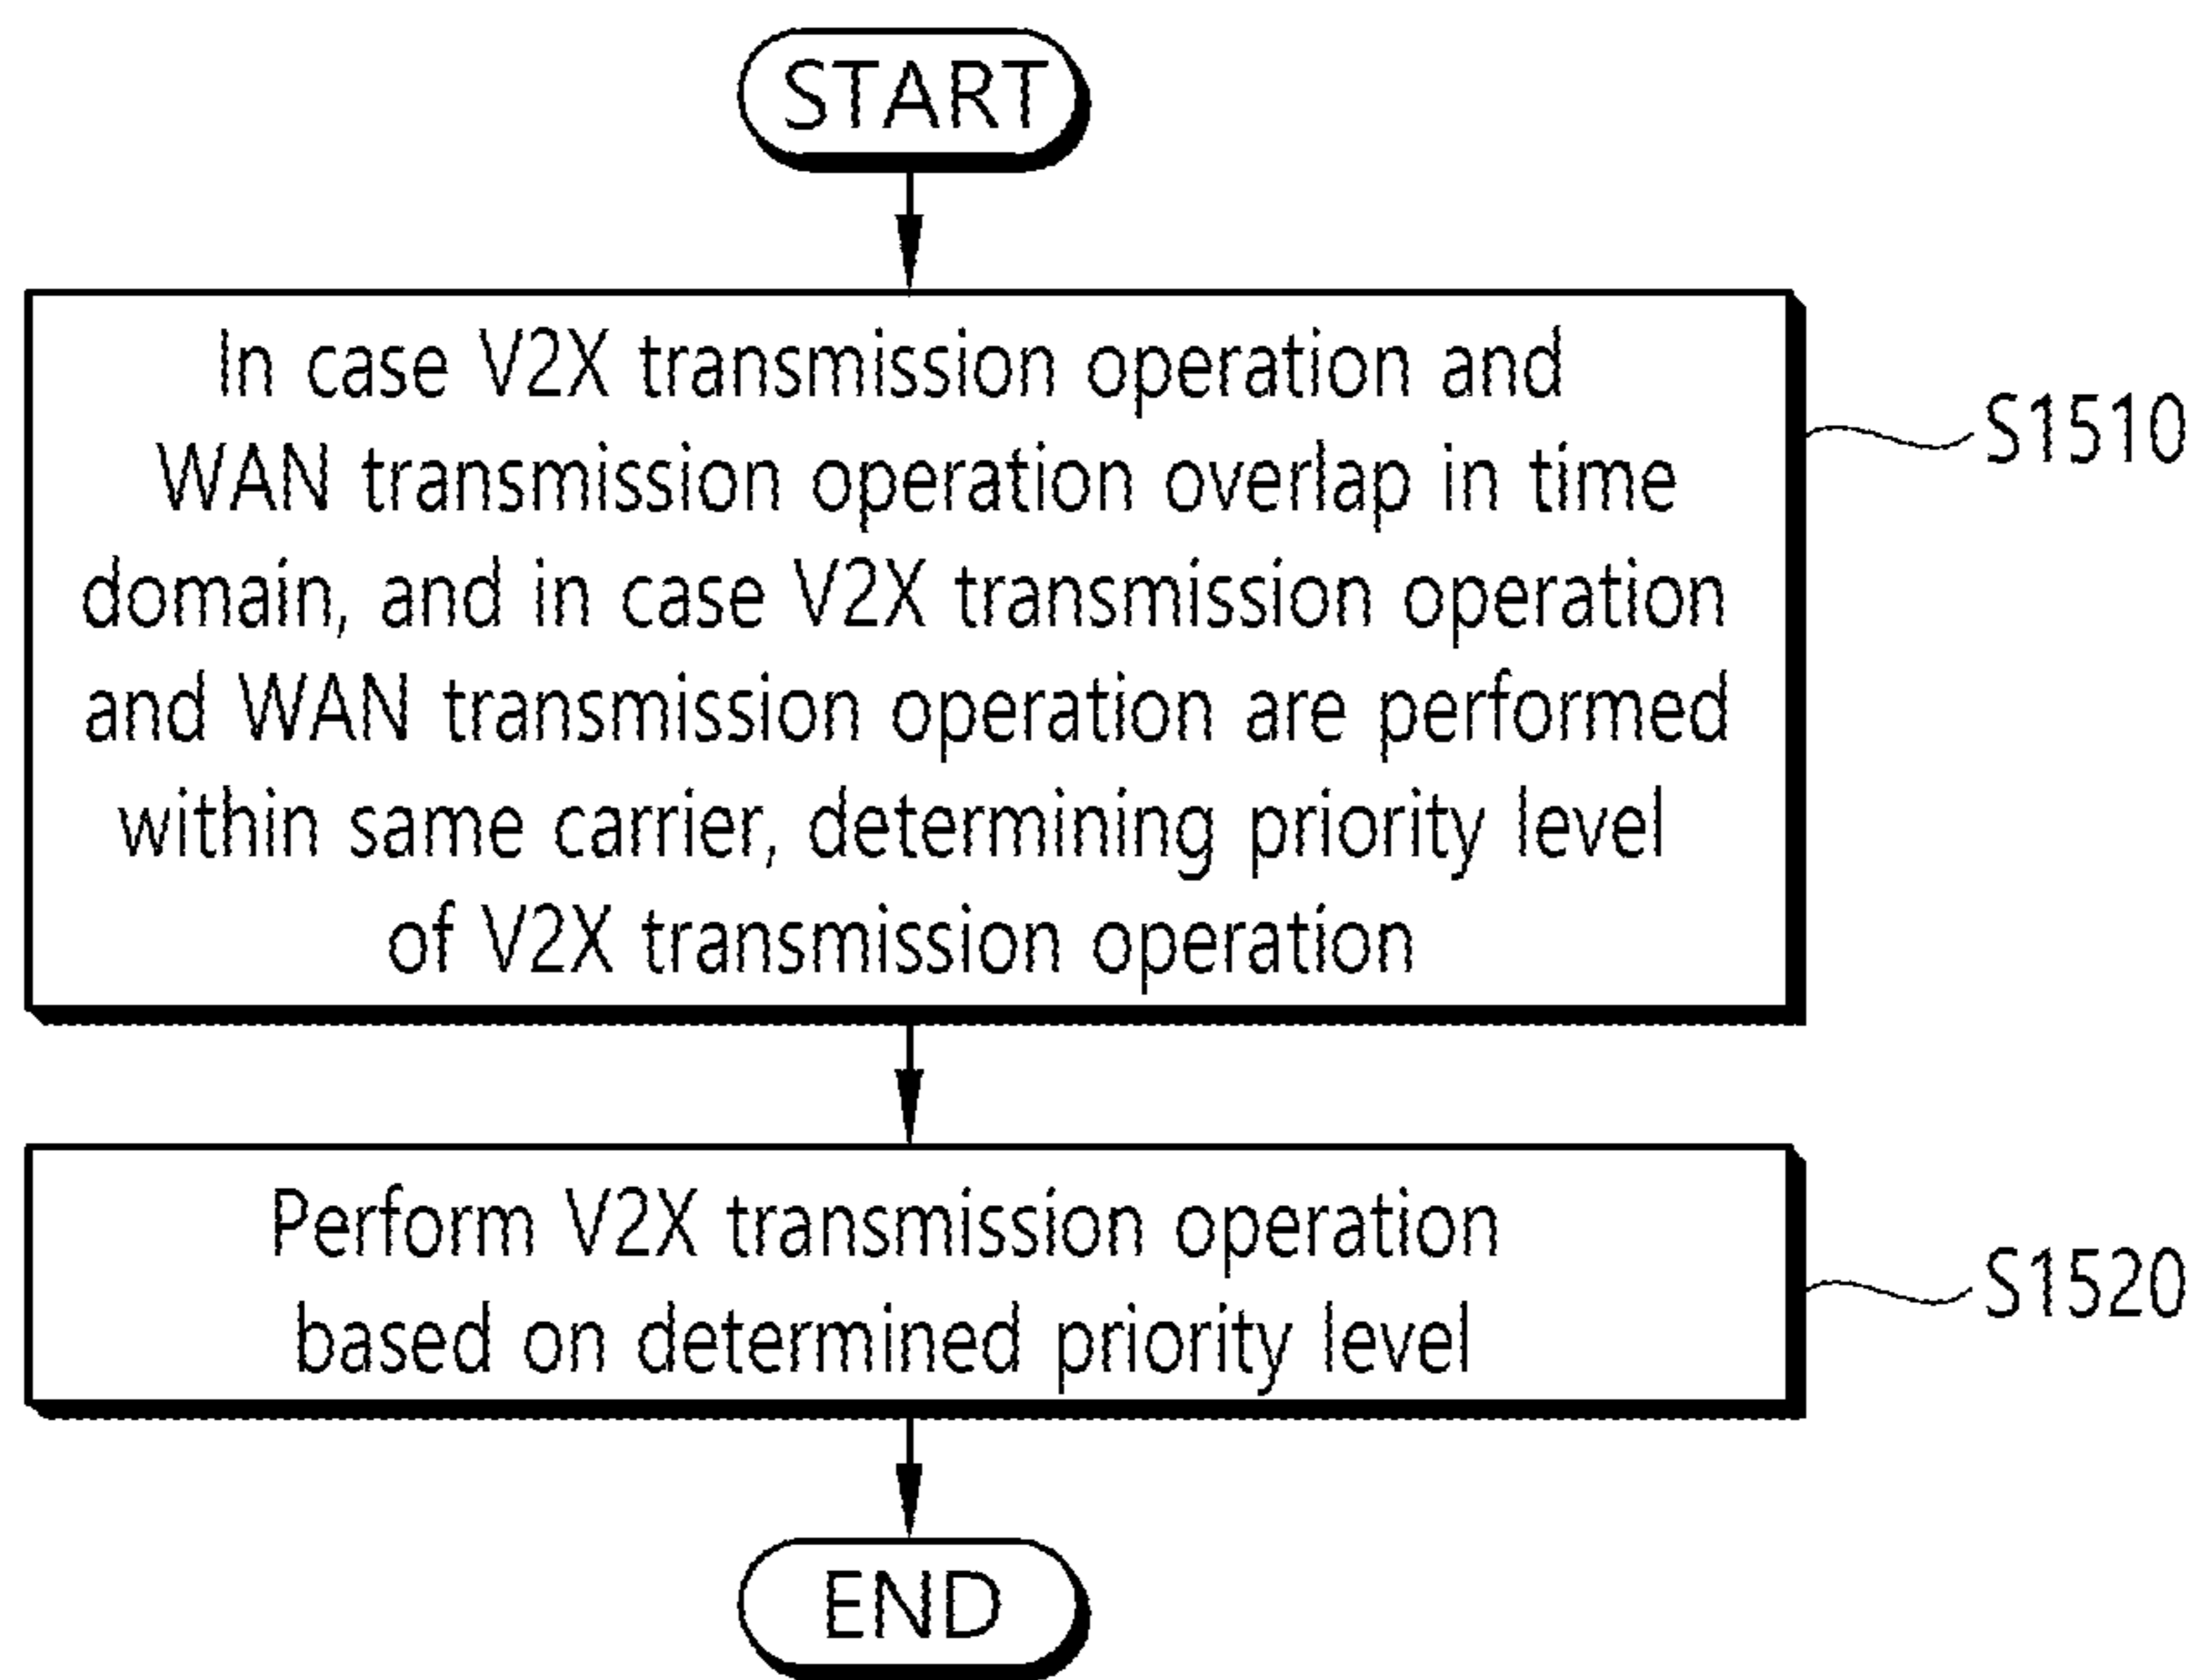 START
In case V2X transmission operation and
WAN transmission operation overlap in time
domain, and in case V2X transmission operation
and WAN transmission operation are performed
within same carrier, determining priority level
of V2X transmission operation
S1510
Perform V2X transmission operation
based on determined priority level
S1520
END